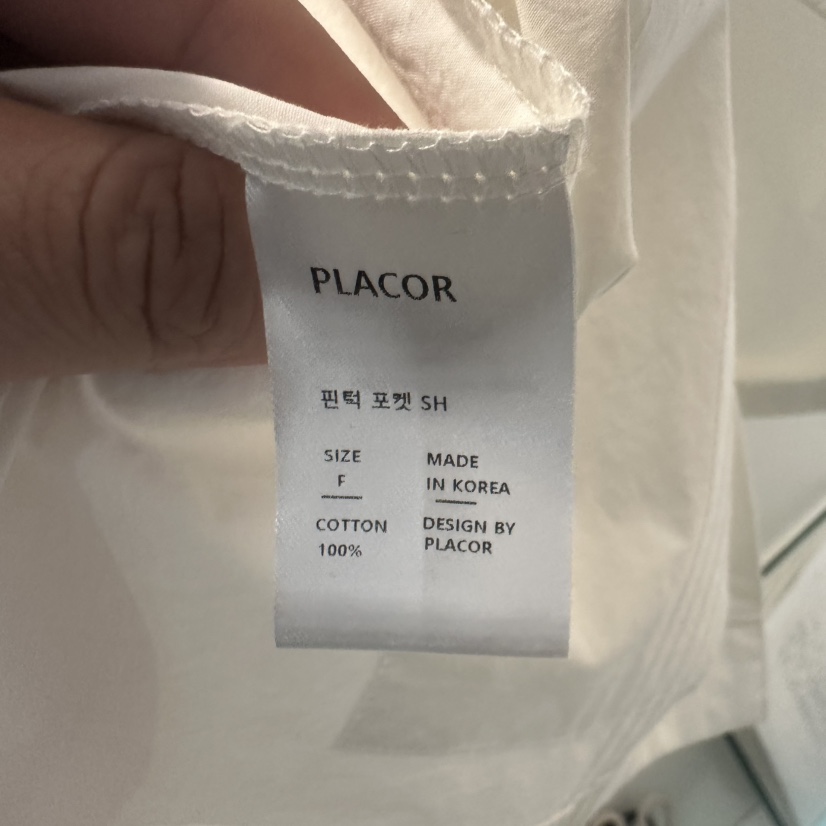 PLACOR
핀턱 포켓 SH
SIZE
F
MADE
IN KOREA
COTTON
100%
DESIGN BY
PLACOR